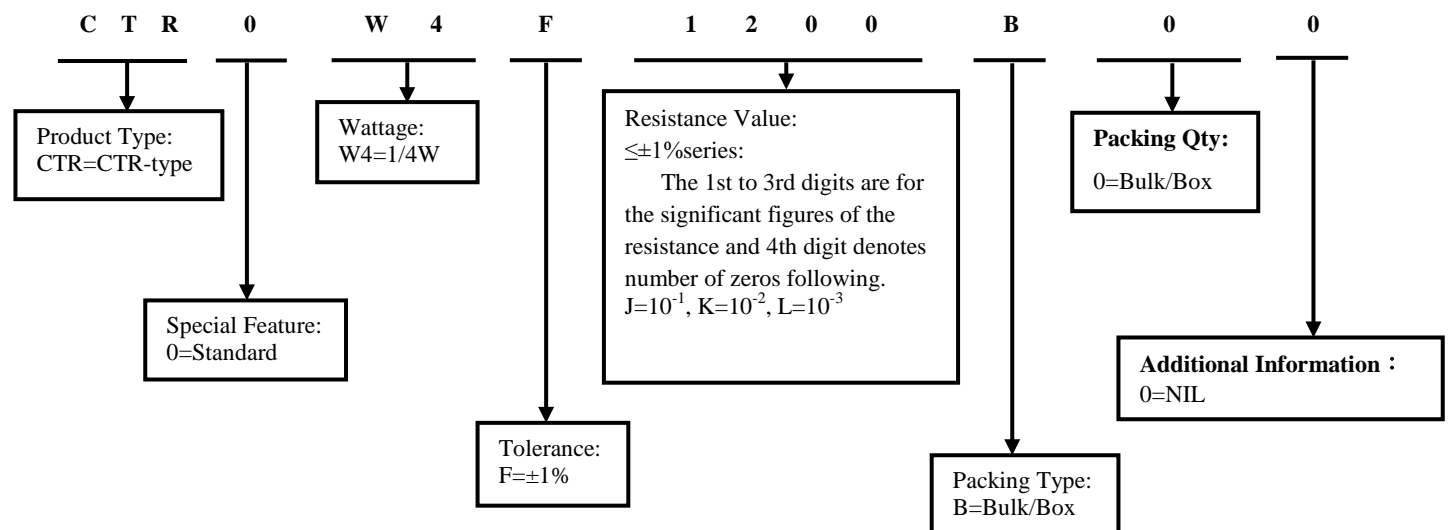 C T R 0 W 4 F 1 2 0 0 B 0 0
Product Type:
CTR=CTR-type
Wattage:
W4=1/4W
Resistance Value:
≤±1%series:
The 1st to 3rd digits are for
the significant figures of the
resistance and 4th digit denotes
number of zeros following.
J=10⁻¹, K=10⁻², L=10⁻³
Packing Qty:
0=Bulk/Box
Special Feature:
0=Standard
Additional Information：
0=NIL
Tolerance:
F=±1%
Packing Type:
B=Bulk/Box